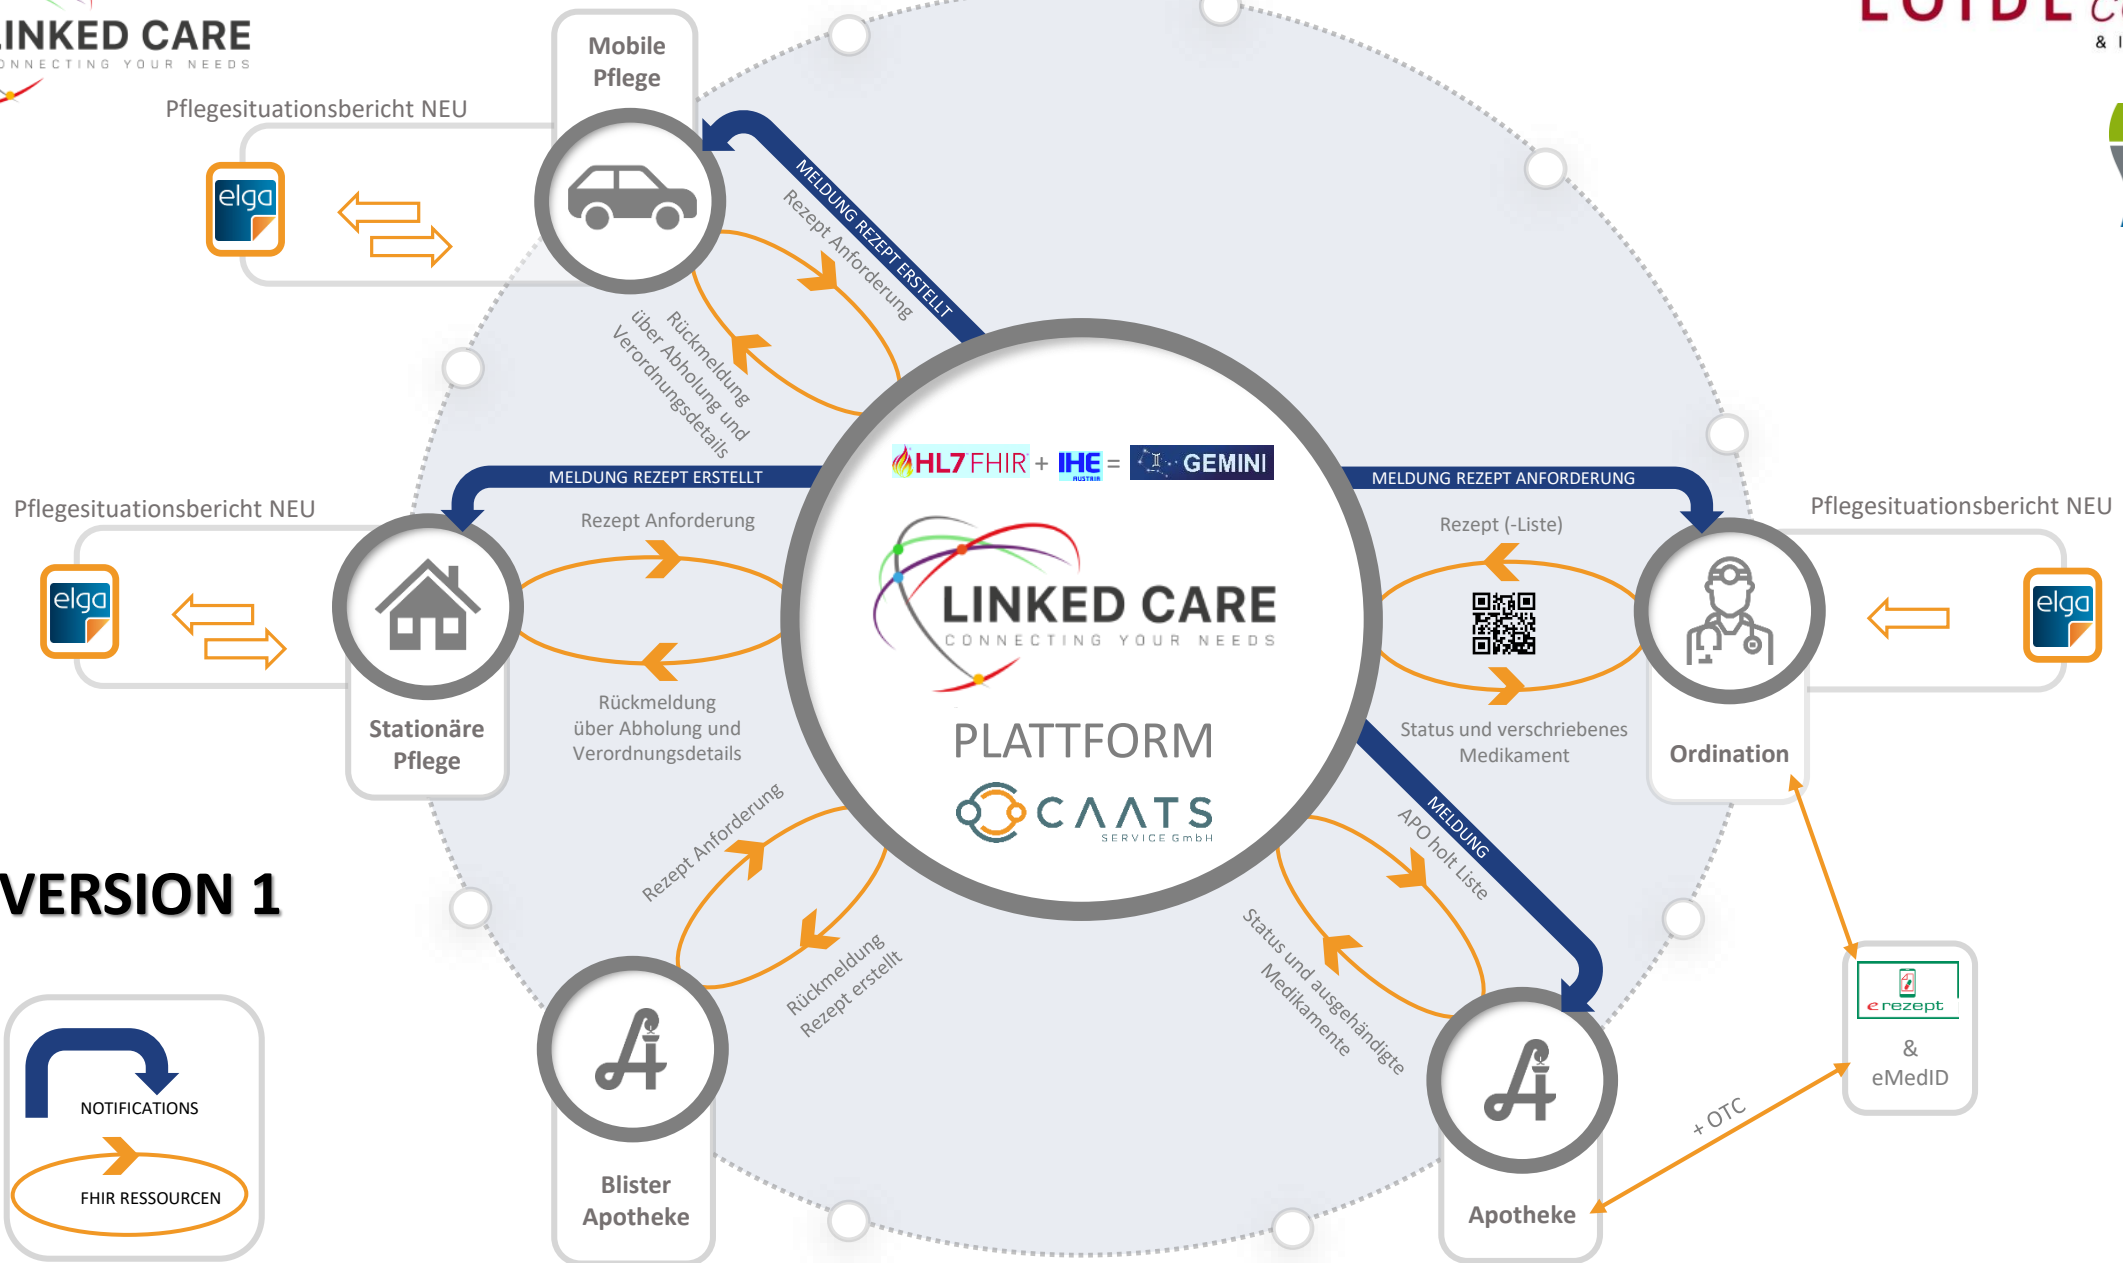 LINKED CARE
CONNECTING YOUR NEEDS
& I
Mobile
Pflege
Pflegesituationsbericht NEU
elga
MELDUNG REZEPT ERSTELLT
Rezept Anforderung
Rückmeldung
über Abholung und
Verordnungsdetails
Pflegesituationsbericht NEU
elga
MELDUNG REZEPT ERSTELLT
Rezept Anforderung
Rückmeldung
über Abholung und
Verordnungsdetails
Stationäre
Pflege
HL7 FHIR + IHE AUSTRIA = GEMINI
LINKED CARE
CONNECTING YOUR NEEDS
PLATTFORM
CAATS
SERVICE GmbH
MELDUNG REZEPT ANFORDERUNG
Rezept (-Liste)
Status und verschriebenes
Medikament
Pflegesituationsbericht NEU
elga
Ordination
Rezept Anforderung
Rückmeldung
Rezept erstellt
Blister
Apotheke
MELDUNG
APO holt Liste
Status und ausgehändigte
Medikamente
Apotheke
+ OTC
e rezept
&
eMedID
VERSION 1
NOTIFICATIONS
FHIR RESSOURCEN